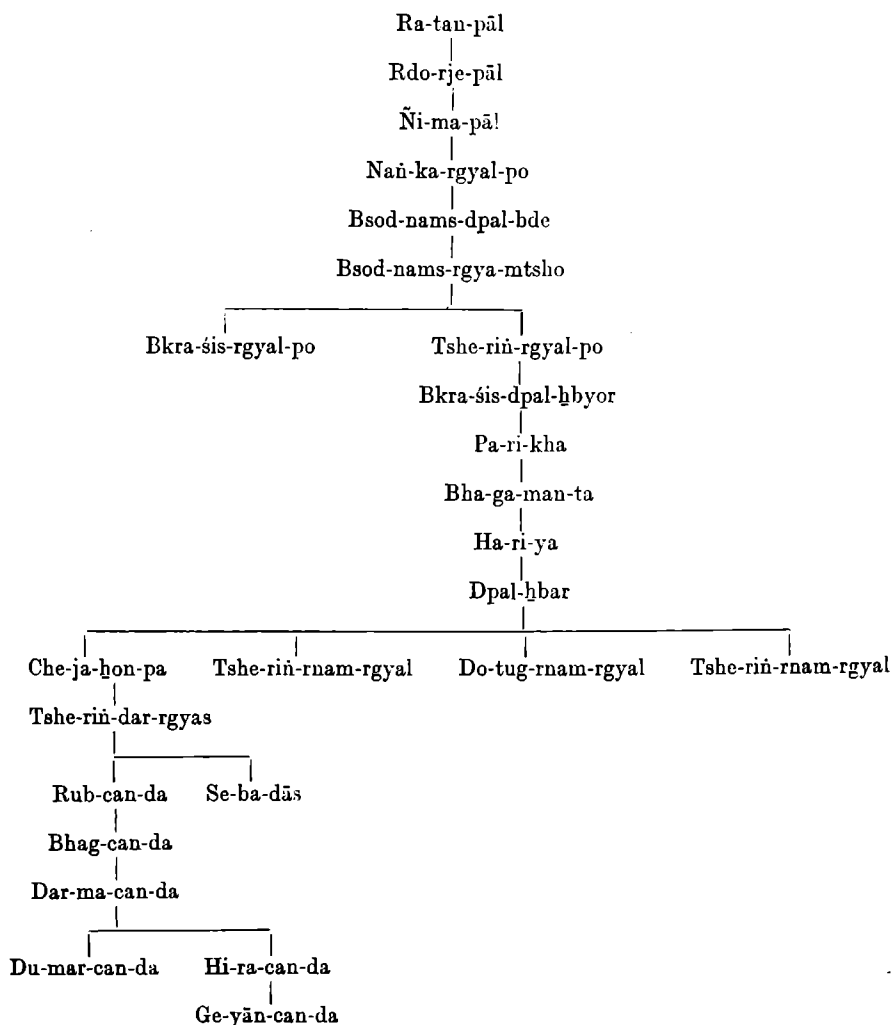 Ra-tan-pāl
Rdo-rje-pāl
Ñi-ma-pā!
Naṅ-ka-rgyal-po
Bsod-nams-dpal-bde
Bsod-nams-rgya-mtsho
Bkra-śis-rgyal-po Tshe-riṅ-rgyal-po
Bkra-śis-dpal-ẖbyor
Pa-ri-kha
Bha-ga-man-ta
Ha-ri-ya
Dpal-ẖbar
Che-ja-ẖon-pa Tshe-riṅ-rnam-rgyal Do-tug-rnam-rgyal Tshe-riṅ-rnam-rgyal
Tshe-riṅ-dar-rgyas
Rub-can-da Se-ba-dās
Bhag-can-da
Dar-ma-can-da
Du-mar-can-da Hi-ra-can-da
Ge-yān-can-da